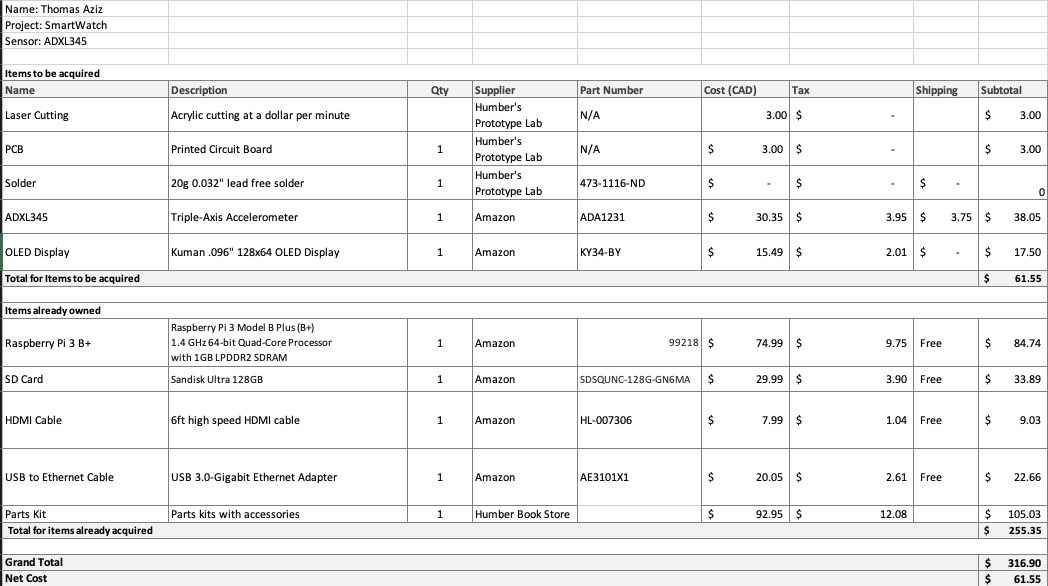 Name: Thomas Aziz
Project: SmartWatch
Sensor: ADXL345
Items to be acquired
Name Description Qty Supplier Part Number Cost (CAD) Tax Shipping Subtotal
Laser Cutting Acrylic cutting at a dollar per minute Humber's Prototype Lab N/A 3.00 $ - $ 3.00
PCB Printed Circuit Board 1 Humber's Prototype Lab N/A $ 3.00 $ - $ 3.00
Solder 20g 0.032" lead free solder 1 Humber's Prototype Lab 473-1116-ND $ - $ - $ - 0
ADXL345 Triple-Axis Accelerometer 1 Amazon ADA1231 $ 30.35 $ 3.95 $ 3.75 $ 38.05
OLED Display Kuman .096" 128x64 OLED Display 1 Amazon KY34-BY $ 15.49 $ 2.01 $ - $ 17.50
Total for Items to be acquired $ 61.55
Items already owned
Raspberry Pi 3 B+ Raspberry Pi 3 Model B Plus (B+) 1.4 GHz 64-bit Quad-Core Processor with 1GB LPDDR2 SDRAM 1 Amazon 99218 $ 74.99 $ 9.75 Free $ 84.74
SD Card Sandisk Ultra 128GB 1 Amazon SDSQUNC-128G-GN6MA $ 29.99 $ 3.90 Free $ 33.89
HDMI Cable 6ft high speed HDMI cable 1 Amazon HL-007306 $ 7.99 $ 1.04 Free $ 9.03
USB to Ethernet Cable USB 3.0-Gigabit Ethernet Adapter 1 Amazon AE3101X1 $ 20.05 $ 2.61 Free $ 22.66
Parts Kit Parts kits with accessories 1 Humber Book Store $ 92.95 $ 12.08 $ 105.03
Total for items already acquired $ 255.35
Grand Total $ 316.90
Net Cost $ 61.55